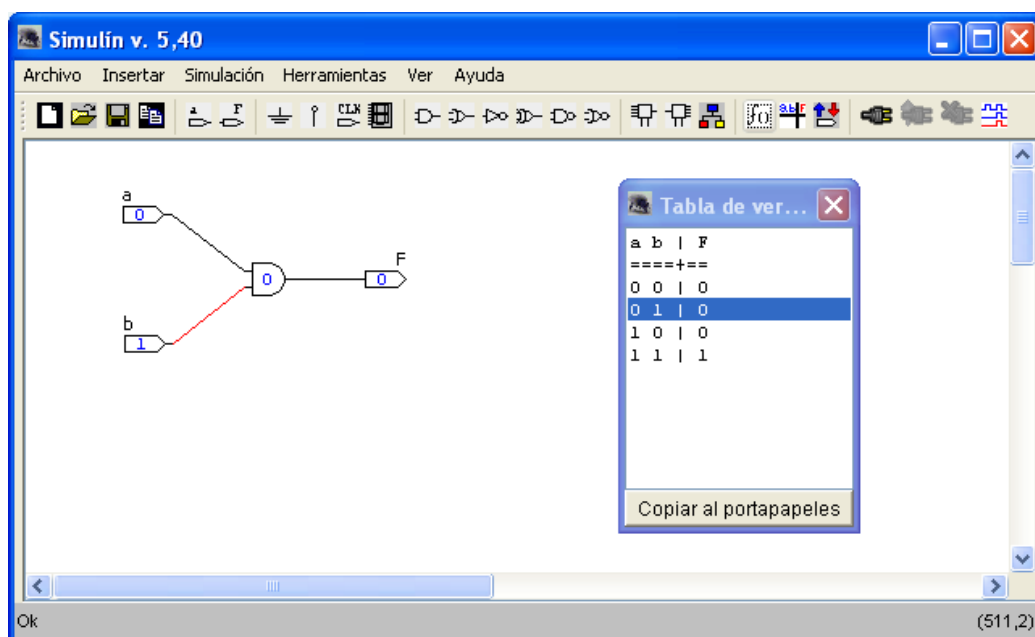 Simulín v. 5,40
Archivo Insertar Simulación Herramientas Ver Ayuda
a F CLK f() a,b F
a
0
b
1
0
F
0
Tabla de ver...
a b | F
====+==
0 0 | 0
0 1 | 0
1 0 | 0
1 1 | 1
Copiar al portapapeles
Ok (511,2)